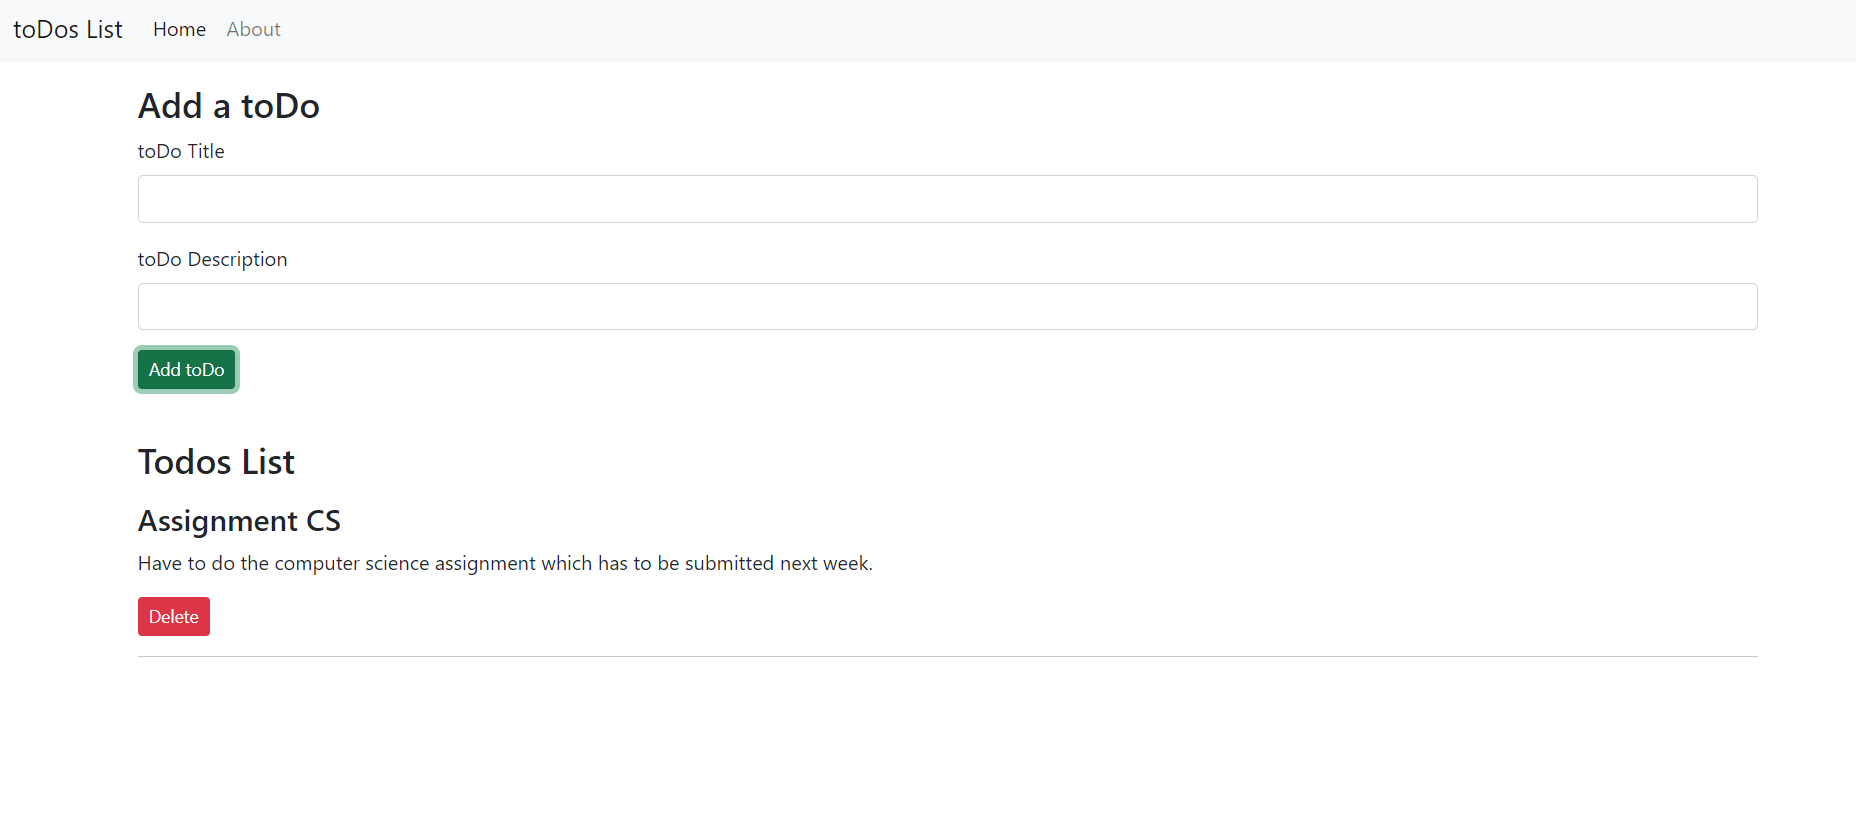 toDos List Home About
Add a toDo
toDo Title
toDo Description
Add toDo
Todos List
Assignment CS
Have to do the computer science assignment which has to be submitted next week.
Delete